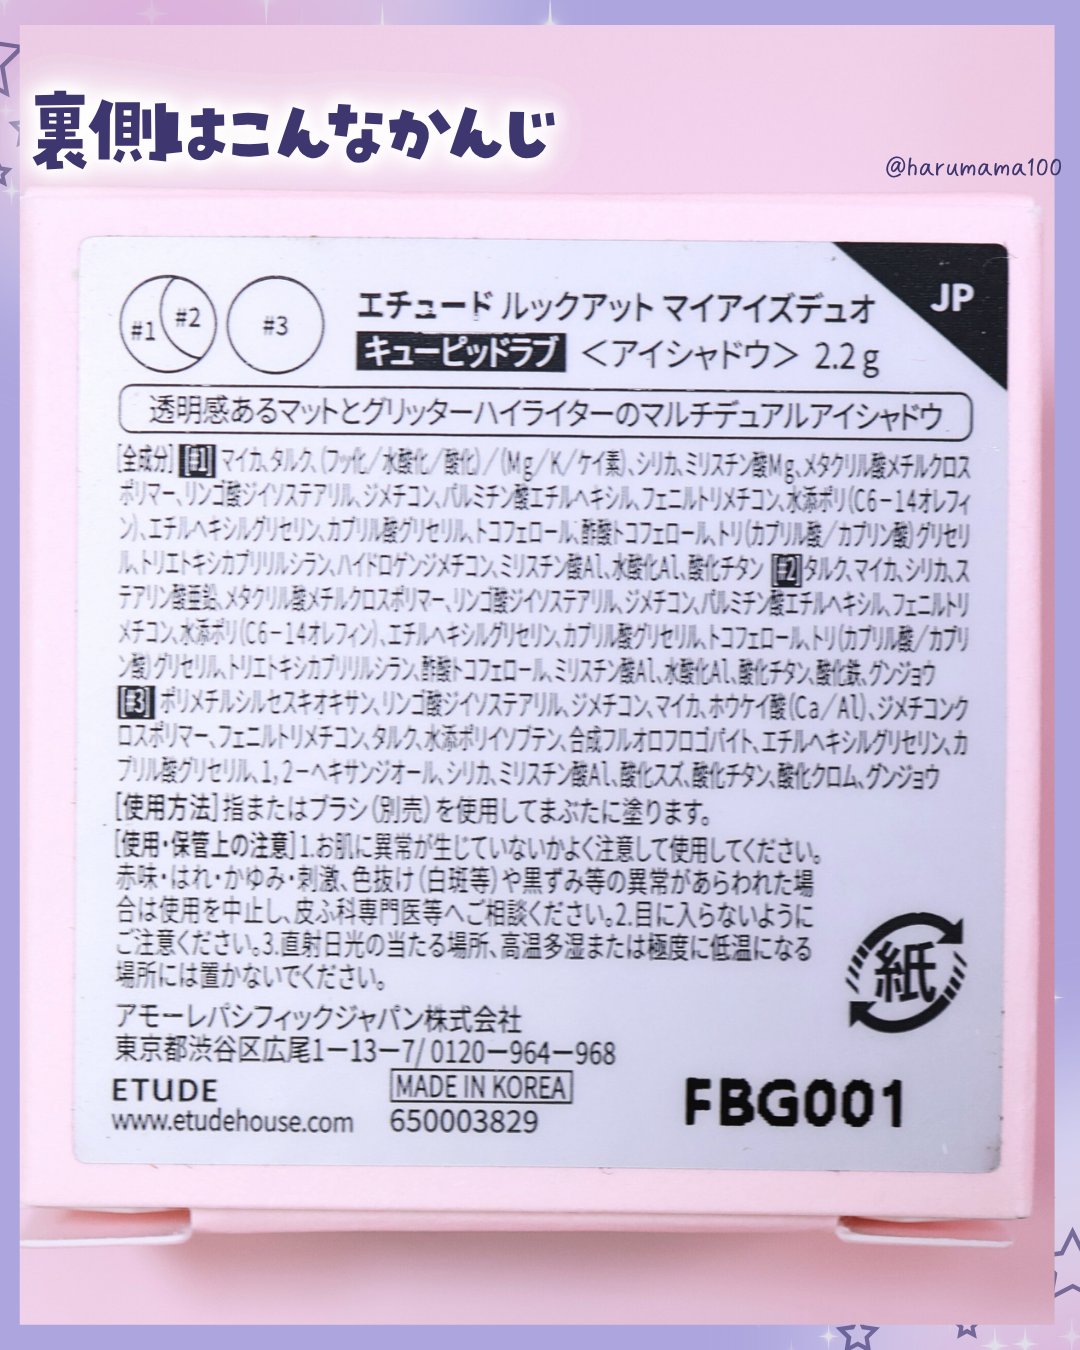 裏側はこんなかんじ
@harumama100
JP
#1 #2 #3
エチュード ルックアット マイアイズデュオ
キューピッドラブ <アイシャドウ> 2.2g
透明感あるマットとグリッターハイライターのマルチデュアルアイシャドウ
[全成分] #1 マイカ、タルク、(フッ化/水酸化/酸化)/(Mg/K/ケイ素)、シリカ、ミリスチン酸Mg、メタクリル酸メチルクロス
ポリマー、リンゴ酸ジイソステアリル、ジメチコン、パルミチン酸エチルヘキシル、フェニルトリメチコン、水添ポリ(C6-14オレフィ
ン)、エチルヘキシルグリセリン、カプリル酸グリセリル、トコフェロール、酢酸トコフェロール、トリ(カプリル酸/カプリン酸)グリセリ
ル、トリエトキシカプリリルシラン、ハイドロゲンジメチコン、ミリスチン酸Al、水酸化Al、酸化チタン #2 タルク、マイカ、シリカ、ス
テアリン酸亜鉛、メタクリル酸メチルクロスポリマー、リンゴ酸ジイソステアリル、ジメチコン、パルミチン酸エチルヘキシル、フェニルトリ
メチコン、水添ポリ(C6-14オレフィン)、エチルヘキシルグリセリン、カプリル酸グリセリル、トコフェロール、トリ(カプリル酸/カプリ
ン酸)グリセリル、トリエトキシカプリリルシラン、酢酸トコフェロール、ミリスチン酸Al、水酸化Al、酸化チタン、酸化鉄、グンジョウ
#3 ポリメチルシルセスキオキサン、リンゴ酸ジイソステアリル、ジメチコン、マイカ、ホウケイ酸(Ca/Al)、ジメチコンク
ロスポリマー、フェニルトリメチコン、タルク、水添ポリイソブテン、合成フルオロフロゴパイト、エチルヘキシルグリセリン、カ
プリル酸グリセリル、1,2-ヘキサンジオール、シリカ、ミリスチン酸Al、酸化スズ、酸化チタン、酸化クロム、グンジョウ
[使用方法]指またはブラシ(別売)を使用してまぶたに塗ります。
[使用・保管上の注意]1.お肌に異常が生じていないかよく注意して使用してください。
赤味・はれ・かゆみ・刺激、色抜け(白斑等)や黒ずみ等の異常があらわれた場
合は使用を中止し、皮ふ科専門医等へご相談ください。2.目に入らないように
ご注意ください。3.直射日光の当たる場所、高温多湿または極度に低温になる
場所には置かないでください。
紙
アモーレパシフィックジャパン株式会社
東京都渋谷区広尾1ー13ー7/0120ー964ー968
ETUDE MADE IN KOREA
www.etudehouse.com 650003829
FBG001